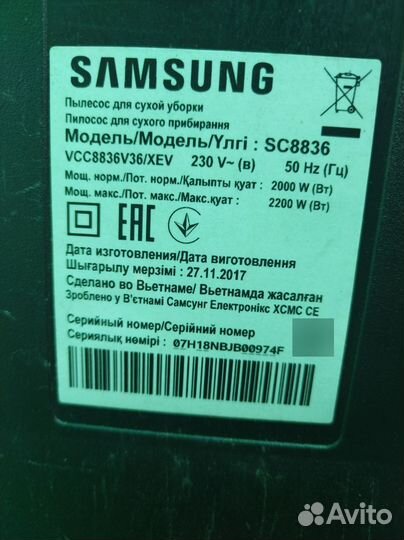 SAMSUNG
Пылесос для сухой уборки
Пилосос для сухого прибирання
Модель/Модель/Үлгі : SC8836
VCC8836V36/XEV 230 V~ (в) 50 Hz (Гц)
Мощ. норм./Пот. норм./Қалыпты қуат : 2000 W (Вт)
Мощ. макс./Пот. макс./Макс.қуат : 2200 W (Вт)
EAC
Дата изготовления/Дата виготовлення
Шығарылу мерзімі : 27.11.2017
Сделано во Вьетнаме/ Вьетнамда жасалған
Зроблено у В'єтнамі Самсунг Електронікс ХСМС СЕ
Серийный номер/Серійний номер
Сериялық нөмірі : 07H18NBJB00974F
Avito